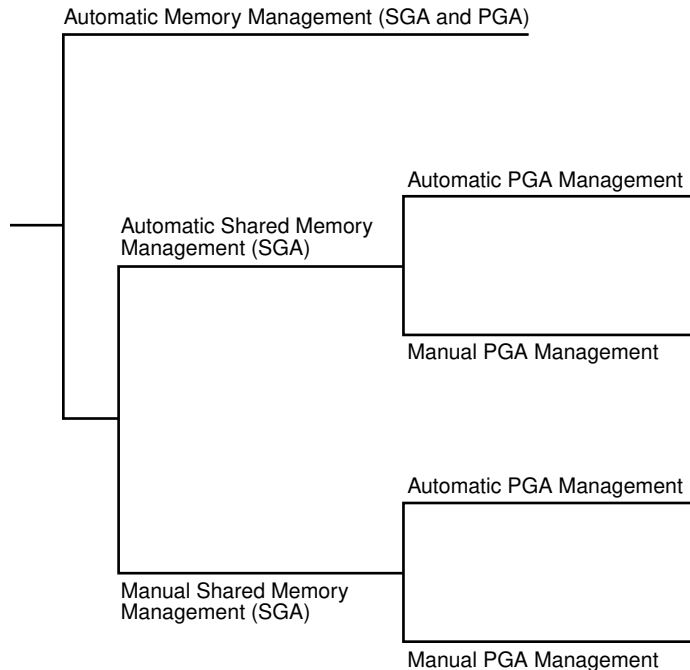 Automatic Memory Management (SGA and PGA)
Automatic PGA Management
Automatic Shared Memory
Management (SGA)
Manual PGA Management
Automatic PGA Management
Manual Shared Memory
Management (SGA)
Manual PGA Management